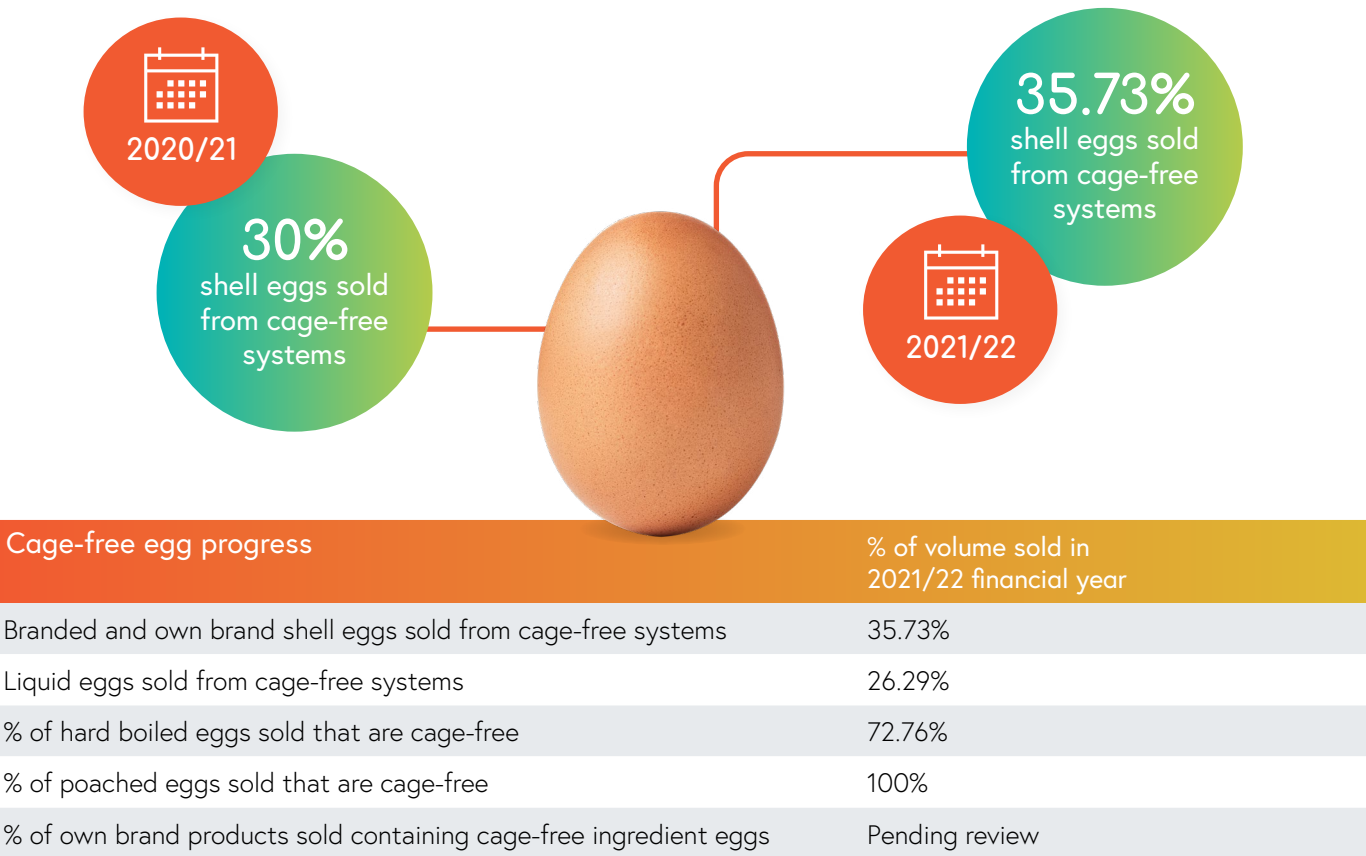 2020/21
30%
shell eggs sold
from cage-free
systems
35.73%
shell eggs sold
from cage-free
systems
2021/22
Cage-free egg progress
% of volume sold in
2021/22 financial year
Branded and own brand shell eggs sold from cage-free systems 35.73%
Liquid eggs sold from cage-free systems 26.29%
% of hard boiled eggs sold that are cage-free 72.76%
% of poached eggs sold that are cage-free 100%
% of own brand products sold containing cage-free ingredient eggs Pending review